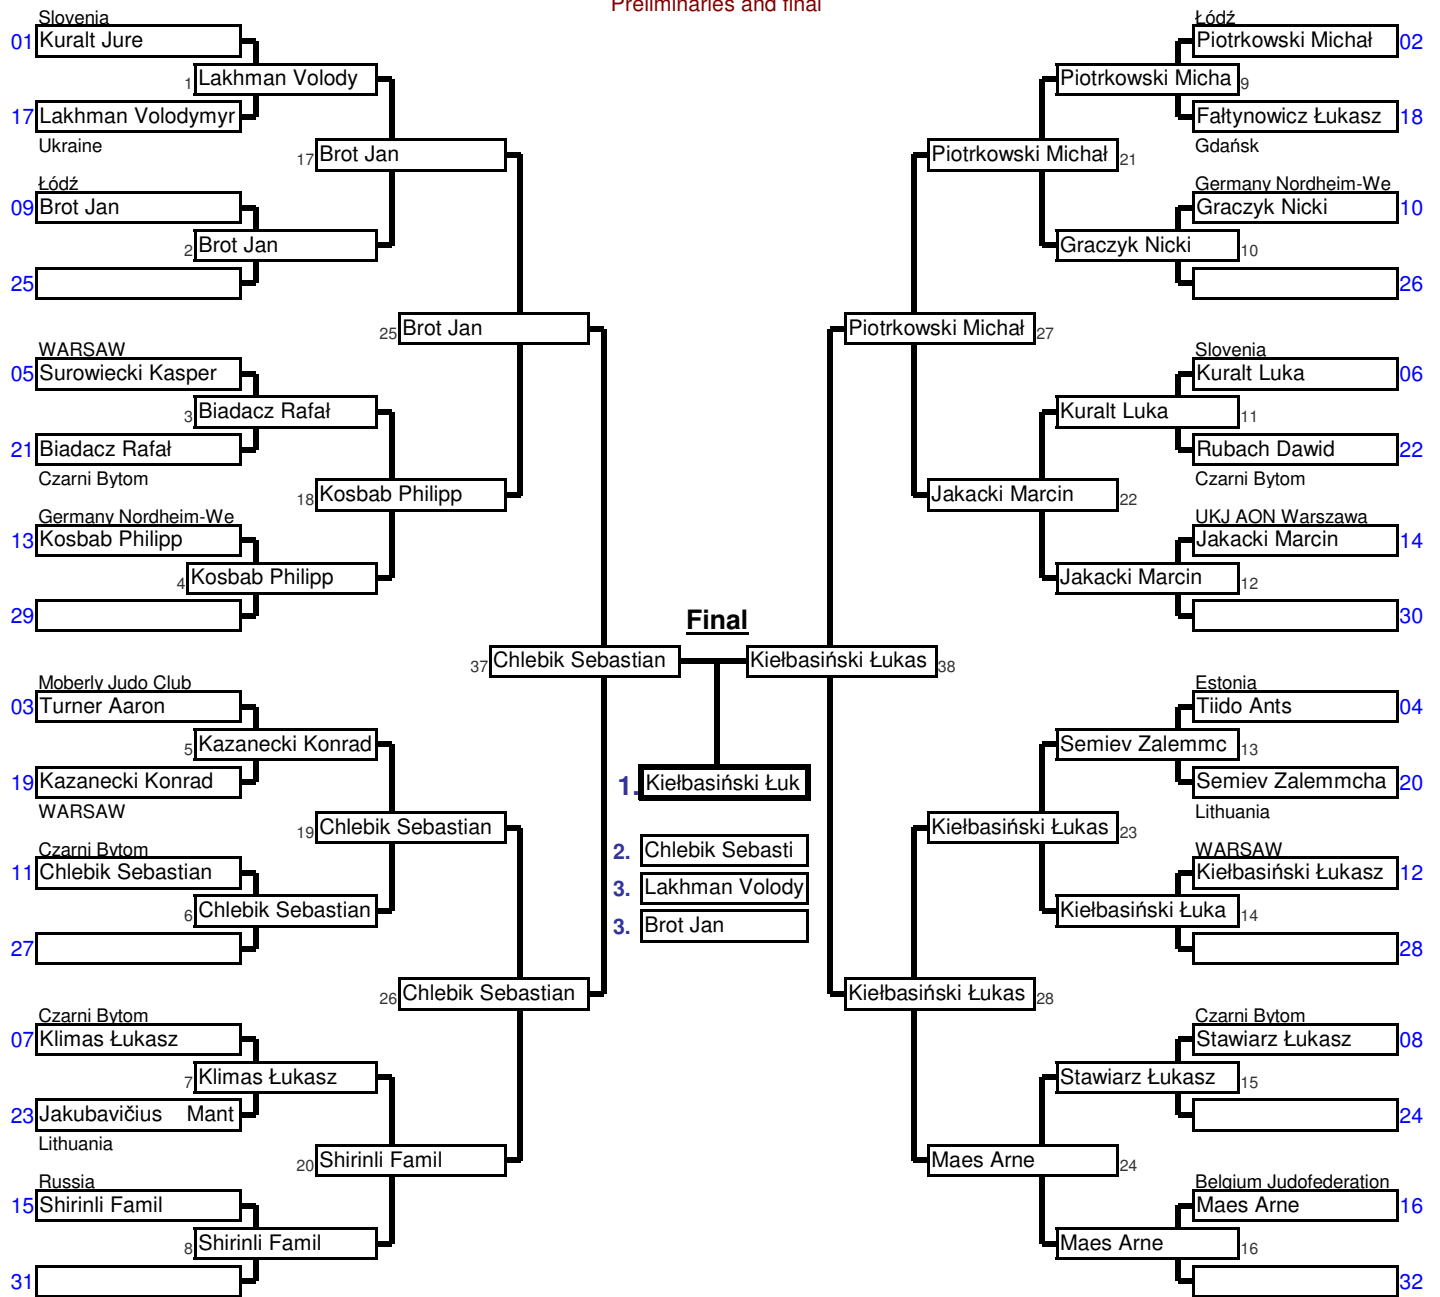 Preliminaries and final
Slovenia
01 Kuralt Jure
1 Lakhman Volody
17 Lakhman Volodymyr
Ukraine
17 Brot Jan
Łódź
09 Brot Jan
2 Brot Jan
25
25 Brot Jan
WARSAW
05 Surowiecki Kasper
3 Biadacz Rafał
21 Biadacz Rafał
Czarni Bytom
18 Kosbab Philipp
Germany Nordheim-We
13 Kosbab Philipp
4 Kosbab Philipp
29
37 Chlebik Sebastian
Moberly Judo Club
03 Turner Aaron
5 Kazanecki Konrad
19 Kazanecki Konrad
WARSAW
19 Chlebik Sebastian
Czarni Bytom
11 Chlebik Sebastian
6 Chlebik Sebastian
27
26 Chlebik Sebastian
Czarni Bytom
07 Klimas Łukasz
7 Klimas Łukasz
23 Jakubavičius Mant
Lithuania
20 Shirinli Famil
Russia
15 Shirinli Famil
8 Shirinli Famil
31
Final
1. Kiełbasiński Łuk
2. Chlebik Sebasti
3. Lakhman Volody
3. Brot Jan
Łódź
Piotrkowski Michał 02
Piotrkowski Micha 9
Fałtynowicz Łukasz 18
Gdańsk
Piotrkowski Michał 21
Germany Nordheim-We
Graczyk Nicki 10
Graczyk Nicki 10
26
Piotrkowski Michał 27
Slovenia
Kuralt Luka 06
Kuralt Luka 11
Rubach Dawid 22
Czarni Bytom
Jakacki Marcin 22
UKJ AON Warszawa
Jakacki Marcin 14
Jakacki Marcin 12
30
Kiełbasiński Łukas 38
Estonia
Tiido Ants 04
Semiev Zalemmc 13
Semiev Zalemmcha 20
Lithuania
Kiełbasiński Łukas 23
WARSAW
Kiełbasiński Łukasz 12
Kiełbasiński Łuka 14
28
Kiełbasiński Łukas 28
Czarni Bytom
Stawiarz Łukasz 08
Stawiarz Łukasz 15
24
Maes Arne 24
Belgium Judofederation
Maes Arne 16
Maes Arne 16
32